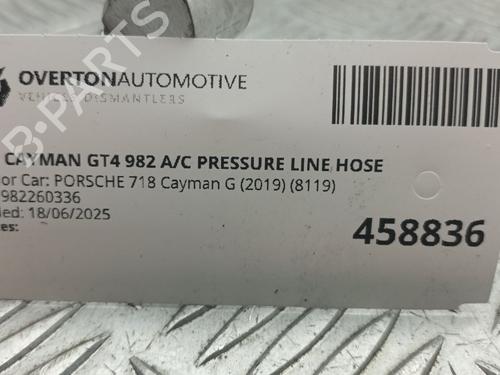 OVERTONAUTOMOTIVE
VEHICLE DISMANTLERS
CAYMAN GT4 982 A/C PRESSURE LINE HOSE
or Car: PORSCHE 718 Cayman G (2019) (8119)
982260336
ed: 18/06/2025
es:
458836
B-PARTS